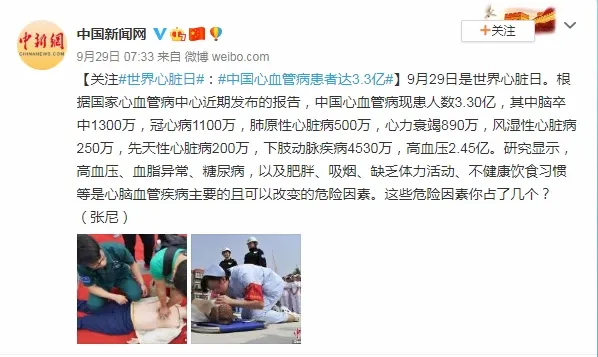 中新網
CHINANEWS.COM
中国新闻网
+关注
9月29日 07:33 来自 微博 weibo.com
【关注#世界心脏日#：#中国心血管病患者达3.3亿#】9月29日是世界心脏日。根
据国家心血管病中心近期发布的报告，中国心血管病现患人数3.30亿，其中脑卒
中1300万，冠心病1100万，肺原性心脏病500万，心力衰竭890万，风湿性心脏病
250万，先天性心脏病200万，下肢动脉疾病4530万，高血压2.45亿。研究显示，
高血压、血脂异常、糖尿病，以及肥胖、吸烟、缺乏体力活动、不健康饮食习惯
等是心脑血管疾病主要的且可以改变的危险因素。这些危险因素你占了几个？
（张尼）